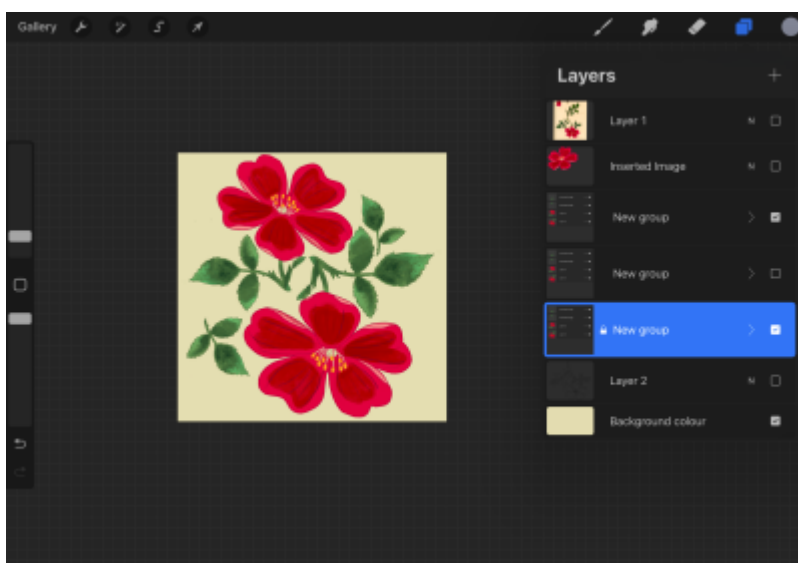 Gallery
Layers
Layer 1 N
Inserted Image N
New group
New group
New group
Layer 2 N
Background colour